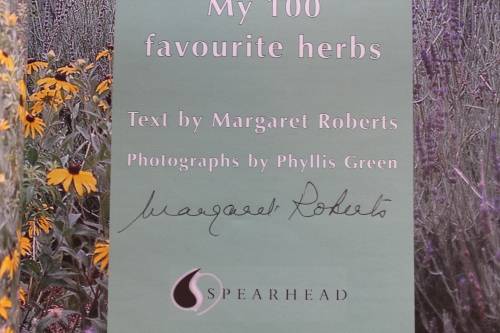 My 100
favourite herbs
Text by Margaret Roberts
Photographs by Phyllis Green
Margaret Roberts
SPEARHEAD